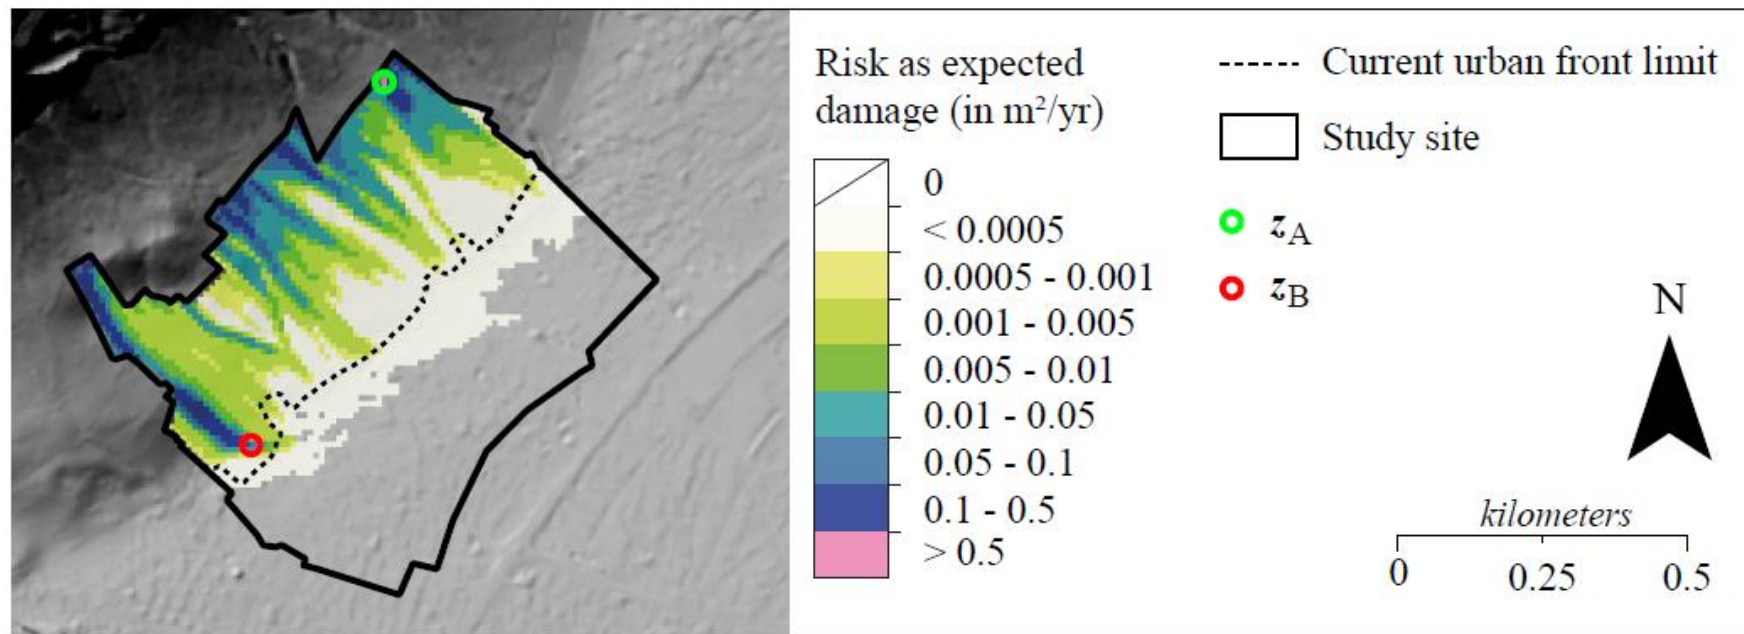 Risk as expected
damage (in m²/yr)
0
< 0.0005
0.0005 - 0.001
0.001 - 0.005
0.005 - 0.01
0.01 - 0.05
0.05 - 0.1
0.1 - 0.5
> 0.5
Current urban front limit
Study site
zA
zB
N
kilometers
0 0.25 0.5